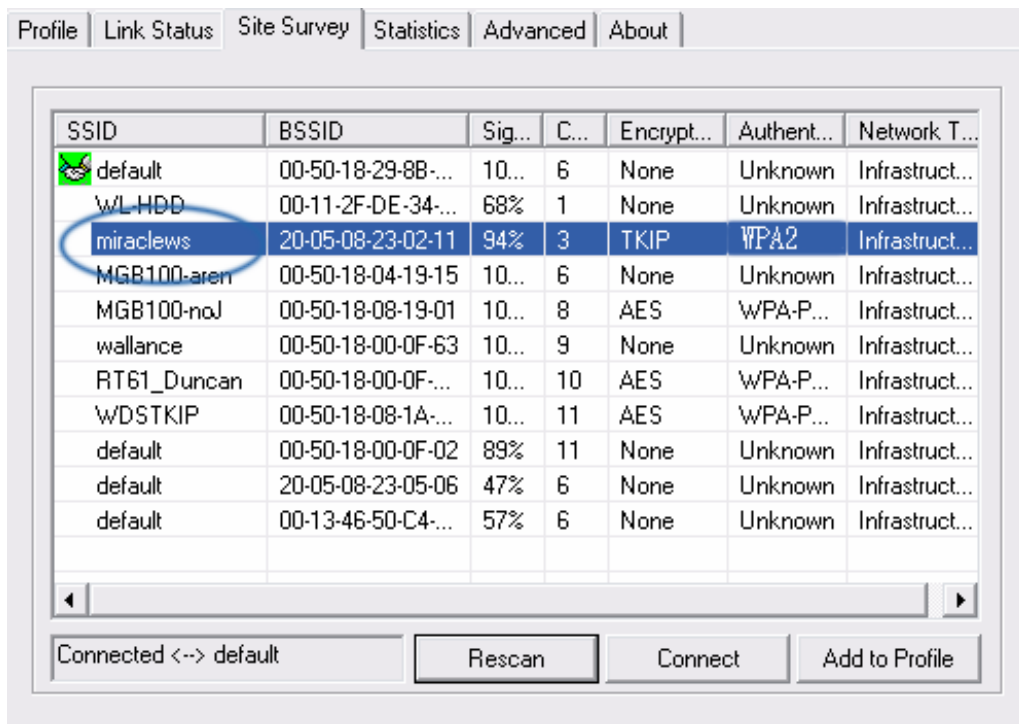 Profile Link Status Site Survey Statistics Advanced About
SSID BSSID Sig... C... Encrypt... Authent... Network T...
default 00-50-18-29-8B-... 10... 6 None Unknown Infrastruct...
WL-HDD 00-11-2F-DE-34-... 68% 1 None Unknown Infrastruct...
miraclews 20-05-08-23-02-11 94% 3 TKIP WPA2 Infrastruct...
MGB100-aren 00-50-18-04-19-15 10... 6 None Unknown Infrastruct...
MGB100-noJ 00-50-18-08-19-01 10... 8 AES WPA-P... Infrastruct...
wallance 00-50-18-00-0F-63 10... 9 None Unknown Infrastruct...
RT61_Duncan 00-50-18-00-0F-... 10... 10 AES WPA-P... Infrastruct...
WDSTKIP 00-50-18-08-1A-... 10... 11 AES WPA-P... Infrastruct...
default 00-50-18-00-0F-02 89% 11 None Unknown Infrastruct...
default 20-05-08-23-05-06 47% 6 None Unknown Infrastruct...
default 00-13-46-50-C4-... 57% 6 None Unknown Infrastruct...
Connected <--> default Rescan Connect Add to Profile